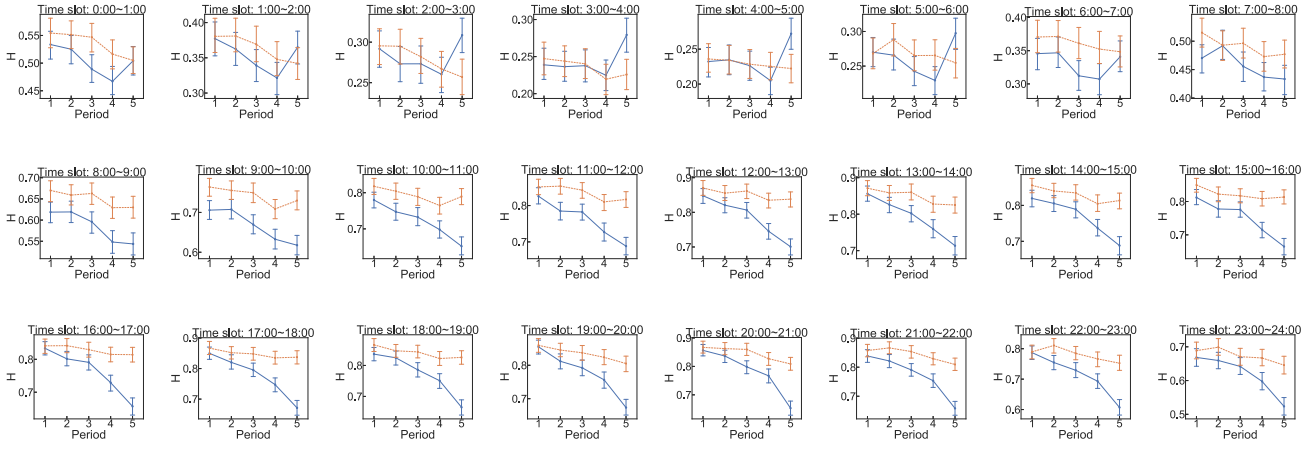 Time slot: 0:00~1:00
H
0.55
0.50
0.45
1 2 3 4 5
Period
Time slot: 1:00~2:00
H
0.40
0.35
0.30
1 2 3 4 5
Period
Time slot: 2:00~3:00
H
0.30
0.25
1 2 3 4 5
Period
Time slot: 3:00~4:00
H
0.25
0.20
1 2 3 4 5
Period
Time slot: 4:00~5:00
H
0.25
0.20
1 2 3 4 5
Period
Time slot: 5:00~6:00
H
0.30
0.25
1 2 3 4 5
Period
Time slot: 6:00~7:00
H
0.40
0.35
0.30
1 2 3 4 5
Period
Time slot: 7:00~8:00
H
0.50
0.45
0.40
1 2 3 4 5
Period
Time slot: 8:00~9:00
H
0.70
0.65
0.60
0.55
1 2 3 4 5
Period
Time slot: 9:00~10:00
H
0.7
0.6
1 2 3 4 5
Period
Time slot: 10:00~11:00
H
0.8
0.7
1 2 3 4 5
Period
Time slot: 11:00~12:00
H
0.8
0.7
1 2 3 4 5
Period
Time slot: 12:00~13:00
H
0.9
0.8
0.7
1 2 3 4 5
Period
Time slot: 13:00~14:00
H
0.9
0.8
0.7
1 2 3 4 5
Period
Time slot: 14:00~15:00
H
0.8
0.7
1 2 3 4 5
Period
Time slot: 15:00~16:00
H
0.8
0.7
1 2 3 4 5
Period
Time slot: 16:00~17:00
H
0.8
0.7
1 2 3 4 5
Period
Time slot: 17:00~18:00
H
0.9
0.8
0.7
1 2 3 4 5
Period
Time slot: 18:00~19:00
H
0.8
0.7
1 2 3 4 5
Period
Time slot: 19:00~20:00
H
0.8
0.7
1 2 3 4 5
Period
Time slot: 20:00~21:00
H
0.9
0.8
0.7
1 2 3 4 5
Period
Time slot: 21:00~22:00
H
0.9
0.8
0.7
1 2 3 4 5
Period
Time slot: 22:00~23:00
H
0.8
0.7
0.6
1 2 3 4 5
Period
Time slot: 23:00~24:00
H
0.7
0.6
0.5
1 2 3 4 5
Period